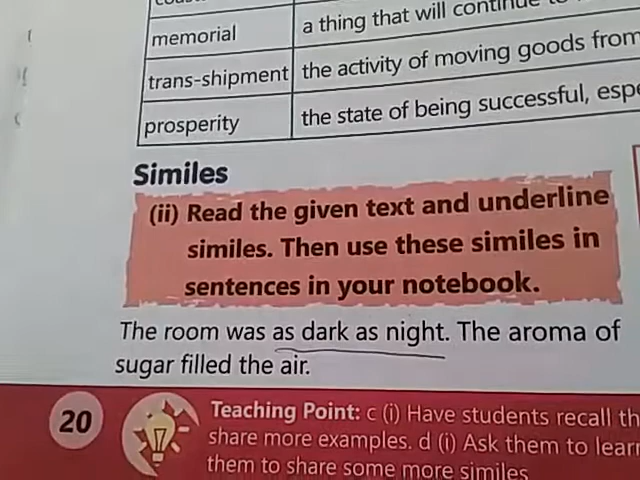 memorial
a thing that will continue to
trans-shipment
the activity of moving goods from
prosperity
the state of being successful,
Similes
(ii) Read the given text and underline
similes. Then use these similes in
sentences in your notebook.
The room was as dark as night. The aroma of
sugar filled the air.
20
Teaching Point: c (i) Have students recall
share more examples. d (i) Ask them to
them to share some more similes